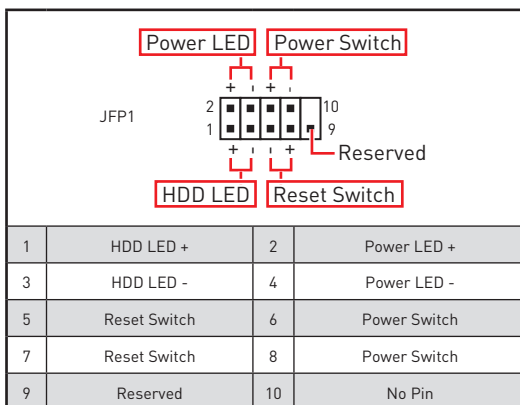 Power LED Power Switch
+ - + -
2 10
JFP1
1 9
+ - - +
Reserved
HDD LED Reset Switch
1 HDD LED + 2 Power LED +
3 HDD LED - 4 Power LED -
5 Reset Switch 6 Power Switch
7 Reset Switch 8 Power Switch
9 Reserved 10 No Pin